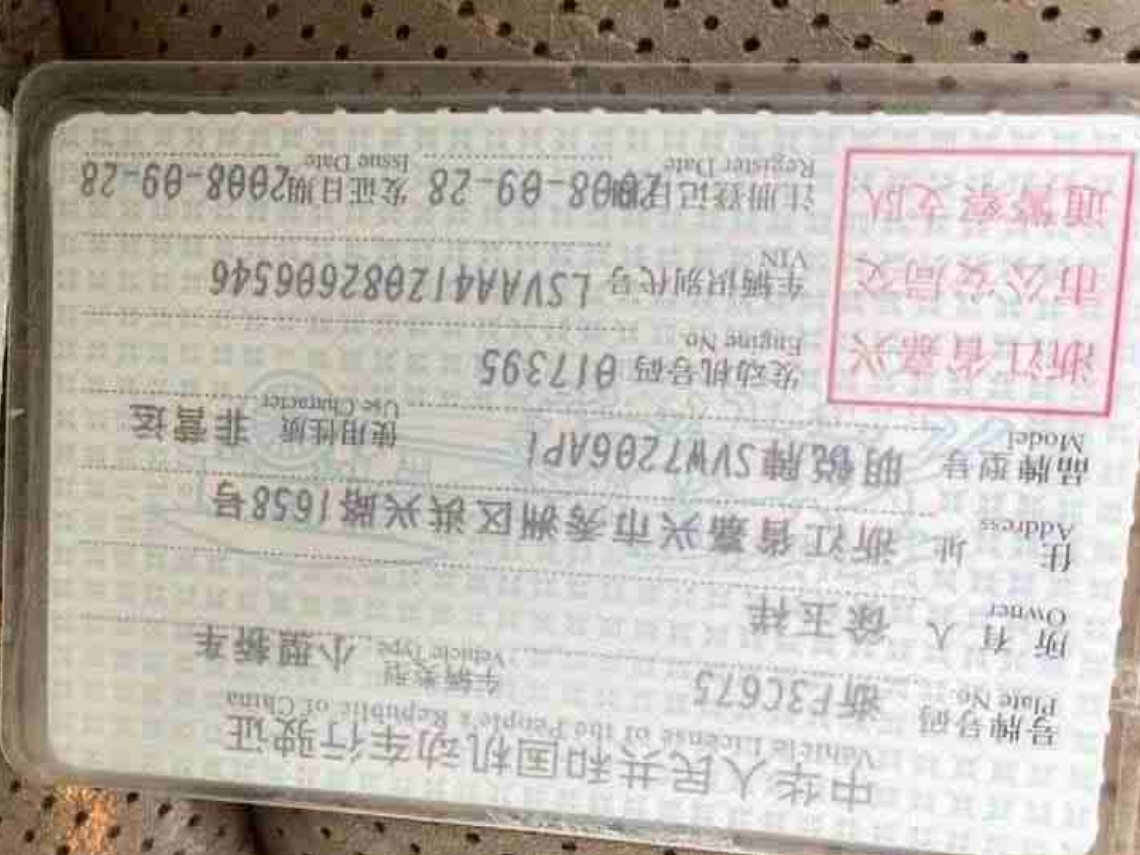 中华人民共和国机动车行驶证
Vehicle License of the People's Republic of China
号牌号码 浙F3C675 车辆类型 小型轿车
Plate No. Vehicle Type
所有人 徐玉祥
Owner
住址 浙江省嘉兴市秀洲区洪兴路1658号
Address
品牌型号 明锐牌SVW7206API 使用性质 非营运
Model Use Character
浙江省嘉兴
市公安局交
通警察支队
发动机号码 017395
Engine No.
车辆识别代号 LSVAA41Z082606546
VIN
注册登记日期2008-09-28 发证日期2008-09-28
Register Date Issue Date